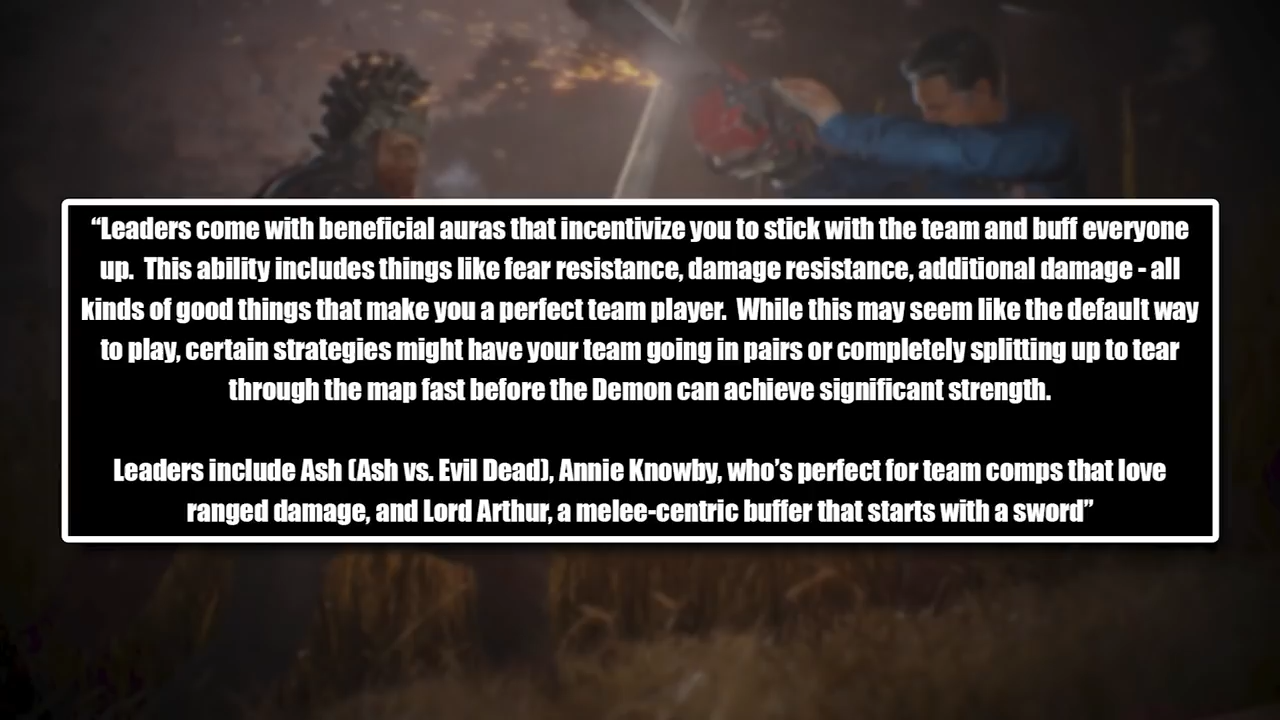 “Leaders come with beneficial auras that incentivize you to stick with the team and buff everyone
up.  This ability includes things like fear resistance, damage resistance, additional damage - all
kinds of good things that make you a perfect team player.  While this may seem like the default way
to play, certain strategies might have your team going in pairs or completely splitting up to tear
through the map fast before the Demon can achieve significant strength.
Leaders include Ash (Ash vs. Evil Dead), Annie Knowby, who’s perfect for team comps that love
ranged damage, and Lord Arthur, a melee-centric buffer that starts with a sword”